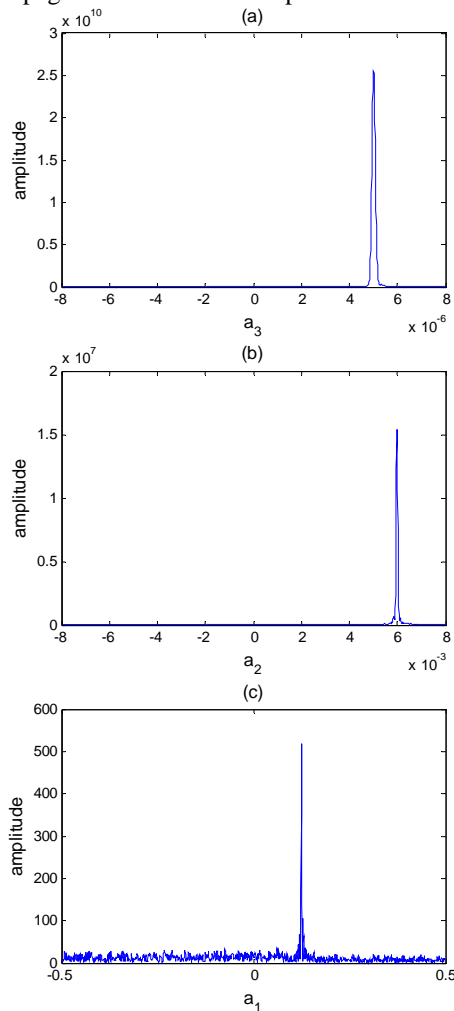 (a)
x 10^10
3
2.5
2
1.5
1
0.5
0
amplitude
-8 -6 -4 -2 0 2 4 6 8
a_3
x 10^-6
(b)
x 10^7
2
1.5
1
0.5
0
amplitude
-8 -6 -4 -2 0 2 4 6 8
a_2
x 10^-3
(c)
600
500
400
300
200
100
0
amplitude
-0.5 0 0.5
a_1